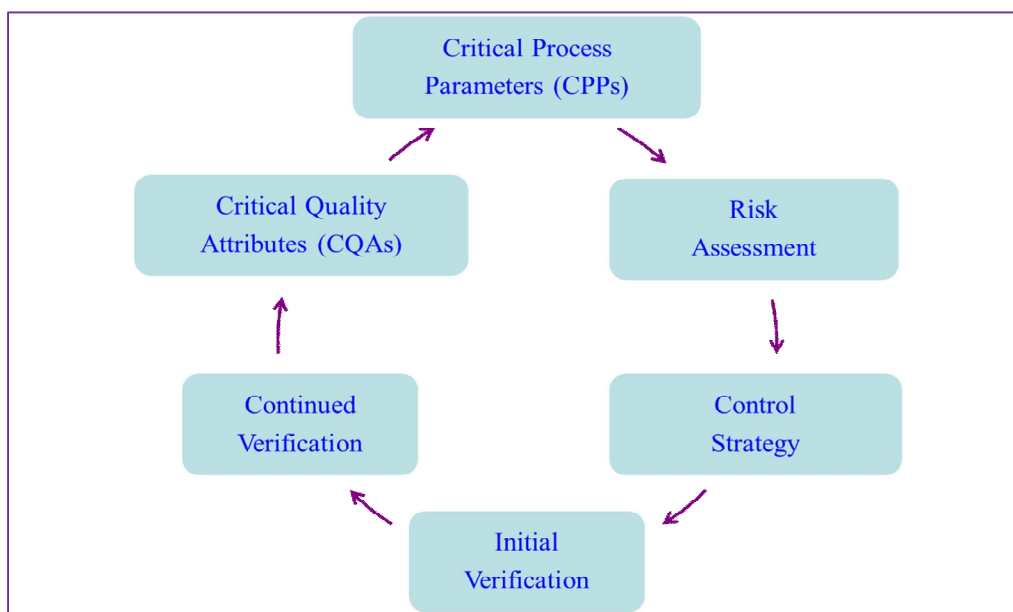 Critical Process
Parameters (CPPs)
Critical Quality
Attributes (CQAs)
Risk
Assessment
Continued
Verification
Control
Strategy
Initial
Verification